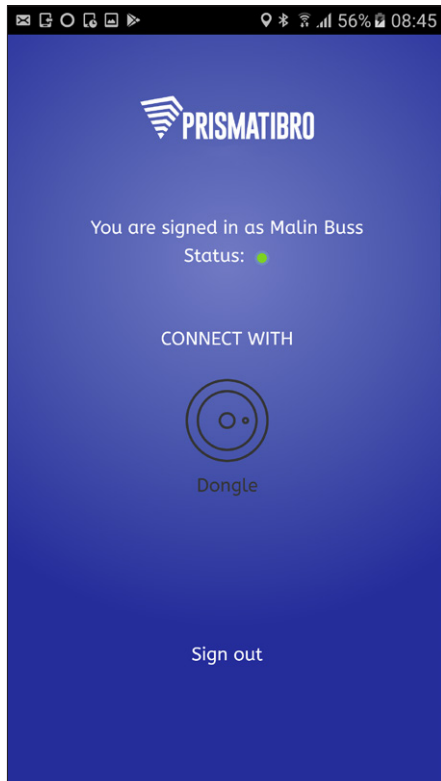 56% 08:45
PRISMATIBRO
You are signed in as Malin Buss
Status:
CONNECT WITH
Dongle
Sign out